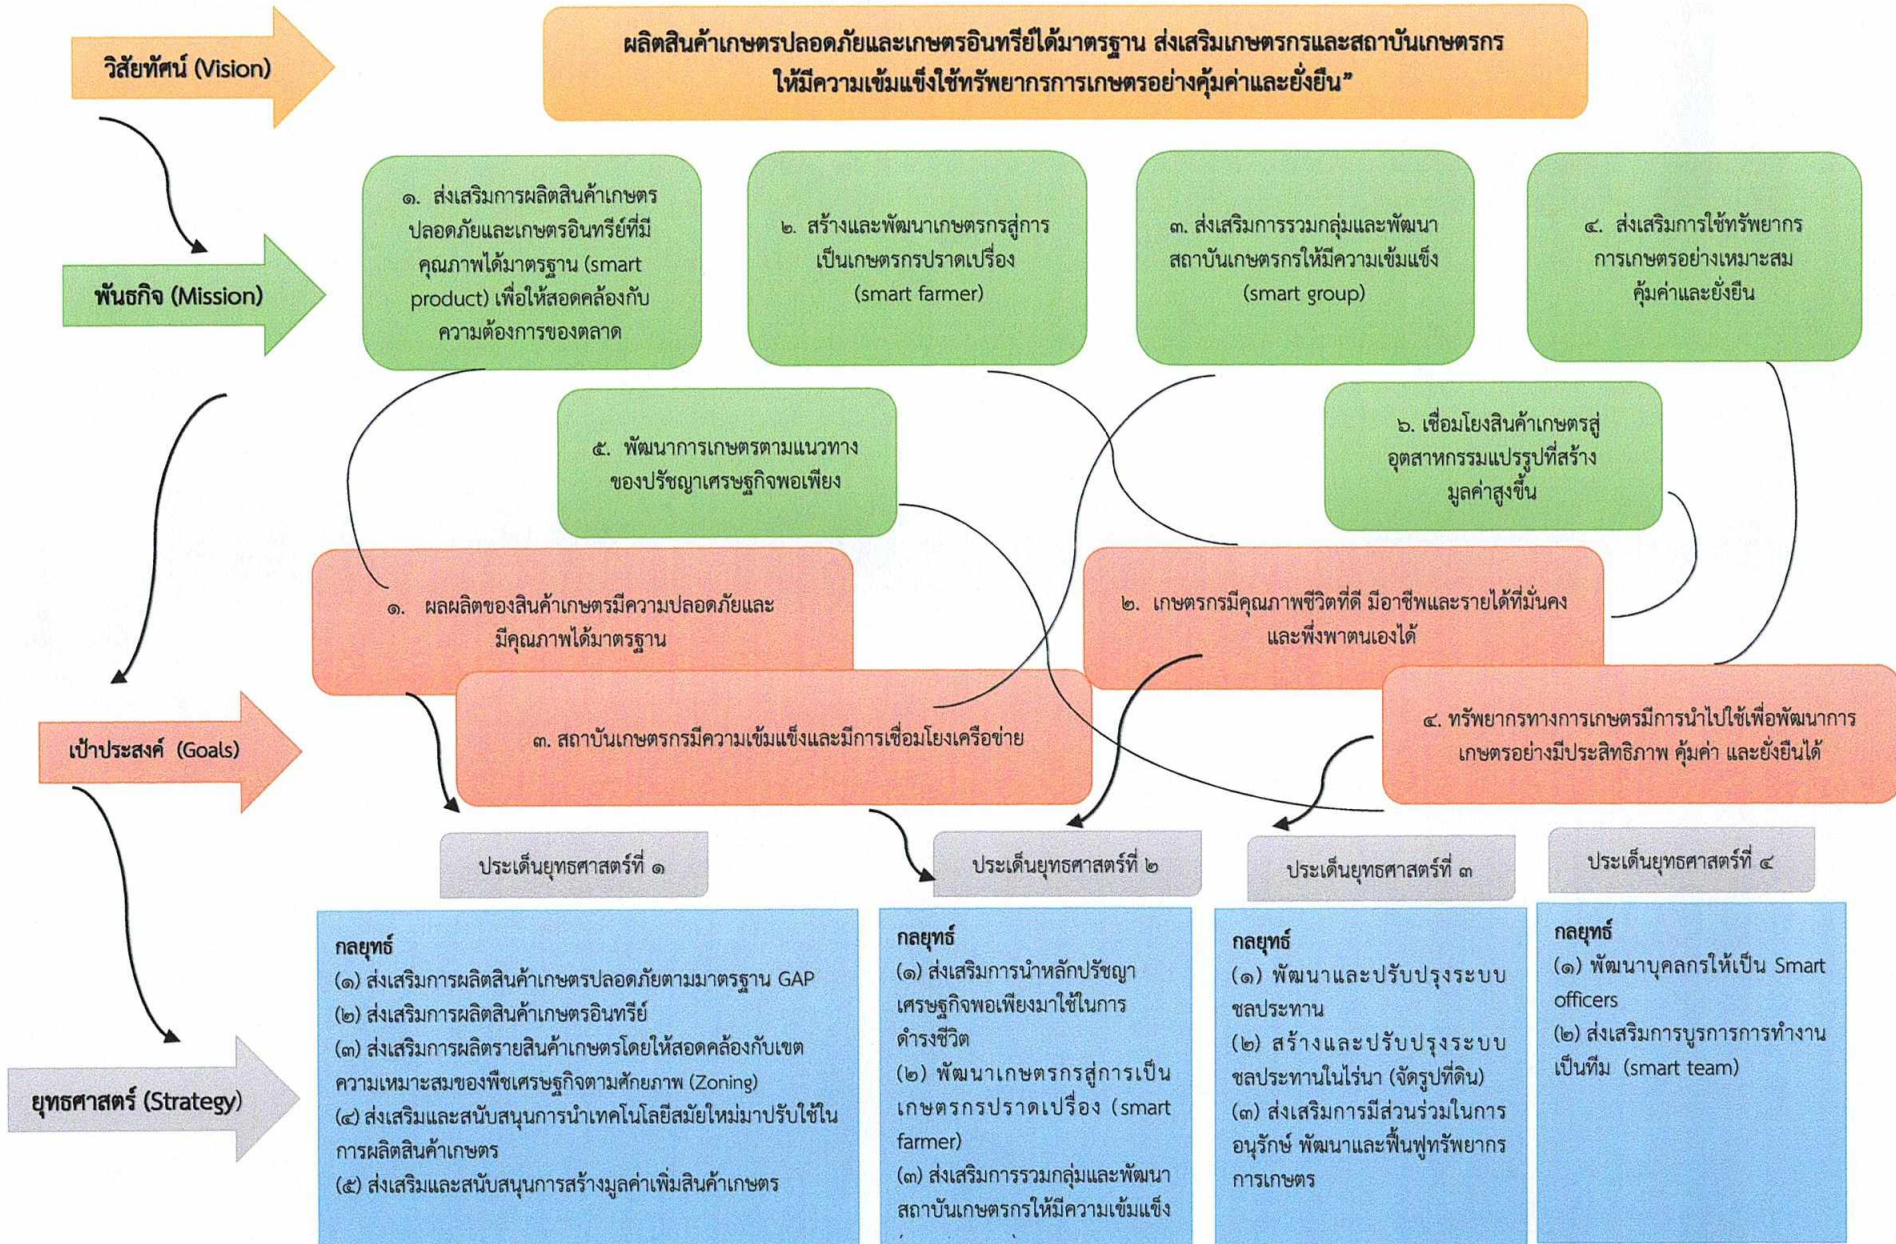 วิสัยทัศน์ (Vision)
ผลิตสินค้าเกษตรปลอดภัยและเกษตรอินทรีย์ได้มาตรฐาน ส่งเสริมเกษตรกรและสถาบันเกษตรกร
ให้มีความเข้มแข็งใช้ทรัพยากรการเกษตรอย่างคุ้มค่าและยั่งยืน”
พันธกิจ (Mission)
๑. ส่งเสริมการผลิตสินค้าเกษตร
ปลอดภัยและเกษตรอินทรีย์ที่มี
คุณภาพได้มาตรฐาน (smart
product) เพื่อให้สอดคล้องกับ
ความต้องการของตลาด
๒. สร้างและพัฒนาเกษตรกรสู่การ
เป็นเกษตรกรปราดเปรื่อง
(smart farmer)
๓. ส่งเสริมการรวมกลุ่มและพัฒนา
สถาบันเกษตรกรให้มีความเข้มแข็ง
(smart group)
๔. ส่งเสริมการใช้ทรัพยากร
การเกษตรอย่างเหมาะสม
คุ้มค่าและยั่งยืน
๕. พัฒนาการเกษตรตามแนวทาง
ของปรัชญาเศรษฐกิจพอเพียง
๖. เชื่อมโยงสินค้าเกษตรสู่
อุตสาหกรรมแปรรูปที่สร้าง
มูลค่าสูงขึ้น
เป้าประสงค์ (Goals)
๑. ผลผลิตของสินค้าเกษตรมีความปลอดภัยและ
มีคุณภาพได้มาตรฐาน
๒. เกษตรกรมีคุณภาพชีวิตที่ดี มีอาชีพและรายได้ที่มั่นคง
และพึ่งพาตนเองได้
๓. สถาบันเกษตรกรมีความเข้มแข็งและมีการเชื่อมโยงเครือข่าย
๔. ทรัพยากรทางการเกษตรมีการนำไปใช้เพื่อพัฒนาการ
เกษตรอย่างมีประสิทธิภาพ คุ้มค่า และยั่งยืนได้
ยุทธศาสตร์ (Strategy)
ประเด็นยุทธศาสตร์ที่ ๑
กลยุทธ์
(๑) ส่งเสริมการผลิตสินค้าเกษตรปลอดภัยตามมาตรฐาน GAP
(๒) ส่งเสริมการผลิตสินค้าเกษตรอินทรีย์
(๓) ส่งเสริมการผลิตรายสินค้าเกษตรโดยให้สอดคล้องกับเขต
ความเหมาะสมของพืชเศรษฐกิจตามศักยภาพ (Zoning)
(๔) ส่งเสริมและสนับสนุนการนำเทคโนโลยีสมัยใหม่มาปรับใช้ใน
การผลิตสินค้าเกษตร
(๕) ส่งเสริมและสนับสนุนการสร้างมูลค่าเพิ่มสินค้าเกษตร
ประเด็นยุทธศาสตร์ที่ ๒
กลยุทธ์
(๑) ส่งเสริมการนำหลักปรัชญา
เศรษฐกิจพอเพียงมาใช้ในการ
ดำรงชีวิต
(๒) พัฒนาเกษตรกรสู่การเป็น
เกษตรกรปราดเปรื่อง (smart
farmer)
(๓) ส่งเสริมการรวมกลุ่มและพัฒนา
สถาบันเกษตรกรให้มีความเข้มแข็ง
ประเด็นยุทธศาสตร์ที่ ๓
กลยุทธ์
(๑) พัฒนาและปรับปรุงระบบ
ชลประทาน
(๒) สร้างและปรับปรุงระบบ
ชลประทานในไร่นา (จัดรูปที่ดิน)
(๓) ส่งเสริมการมีส่วนร่วมในการ
อนุรักษ์ พัฒนาและฟื้นฟูทรัพยากร
การเกษตร
ประเด็นยุทธศาสตร์ที่ ๔
กลยุทธ์
(๑) พัฒนาบุคลากรให้เป็น Smart
officers
(๒) ส่งเสริมการบูรการการทำงาน
เป็นทีม (smart team)